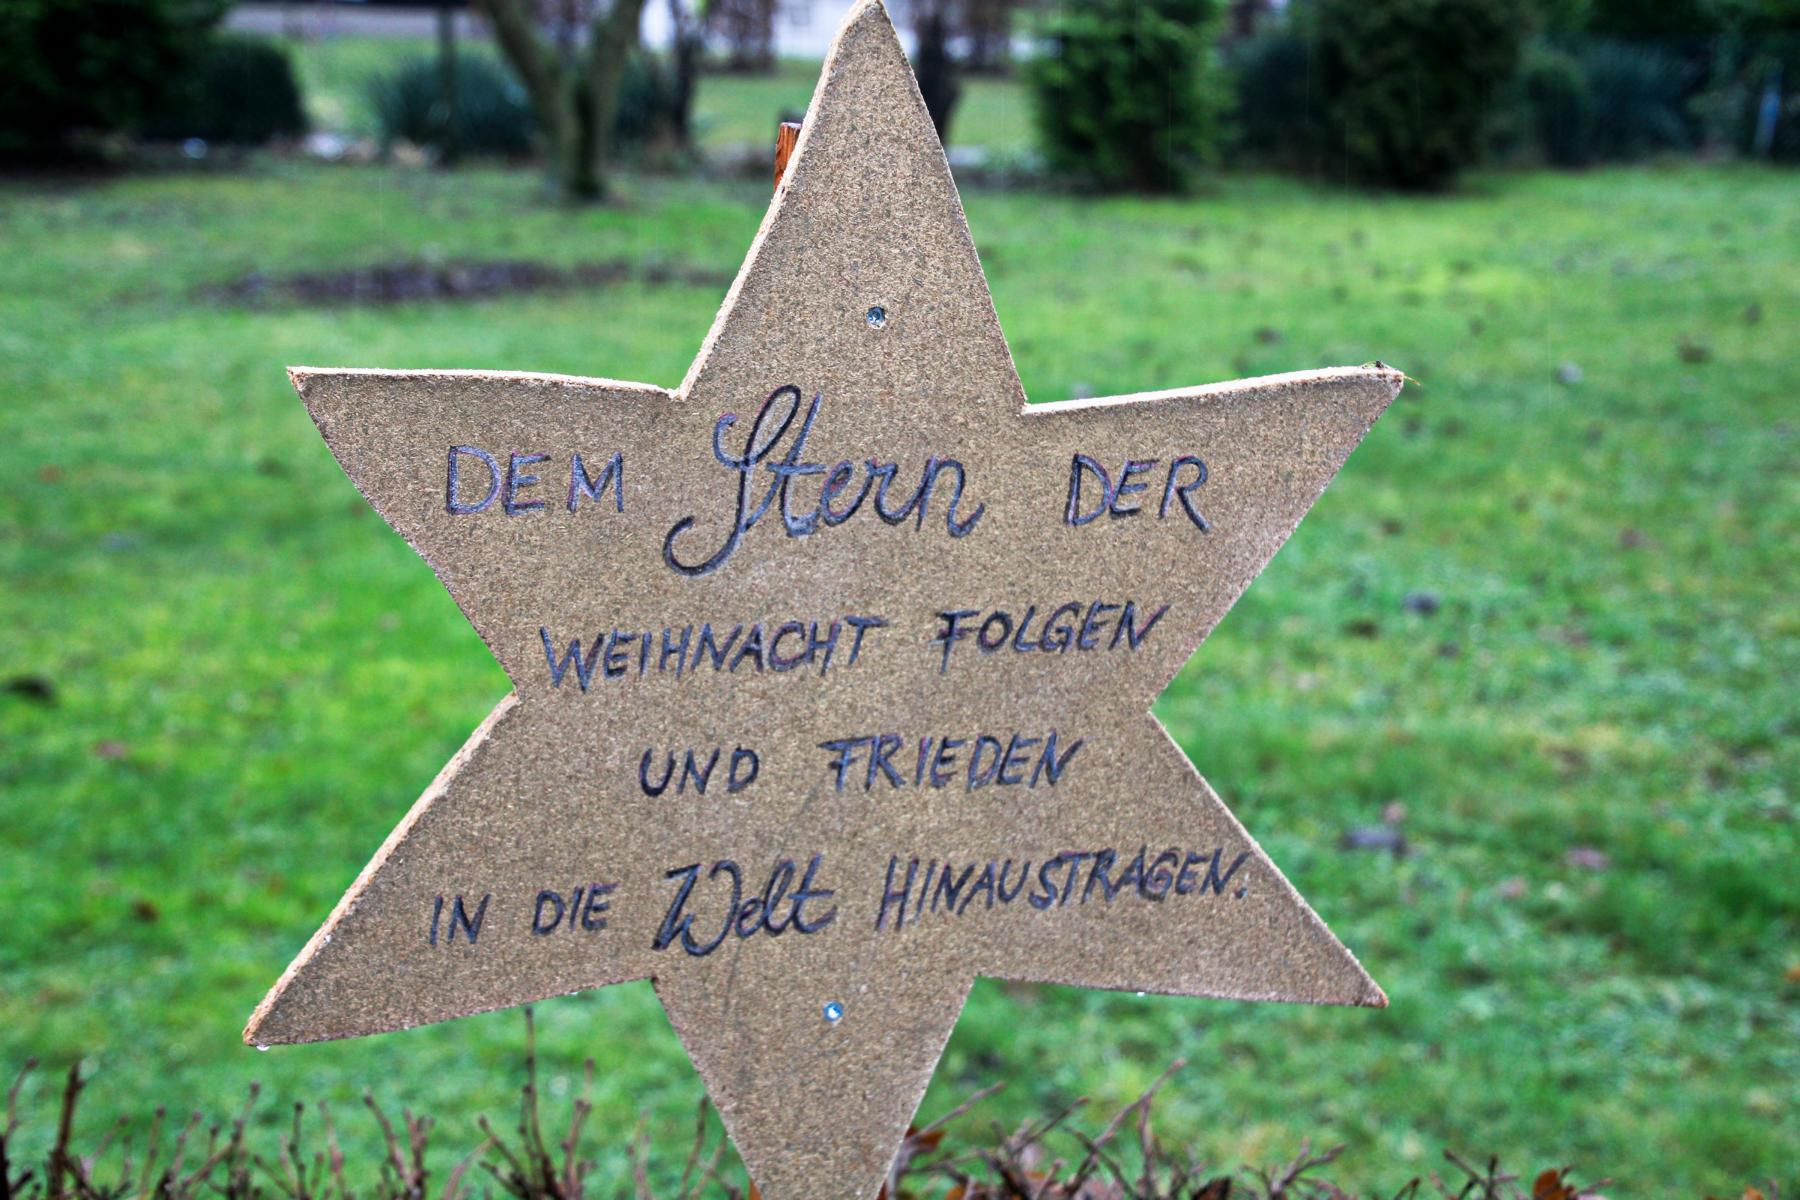 DEM Stern DER
WEIHNACHT FOLGEN
UND FRIEDEN
IN DIE Welt HINAUSTRAGEN.